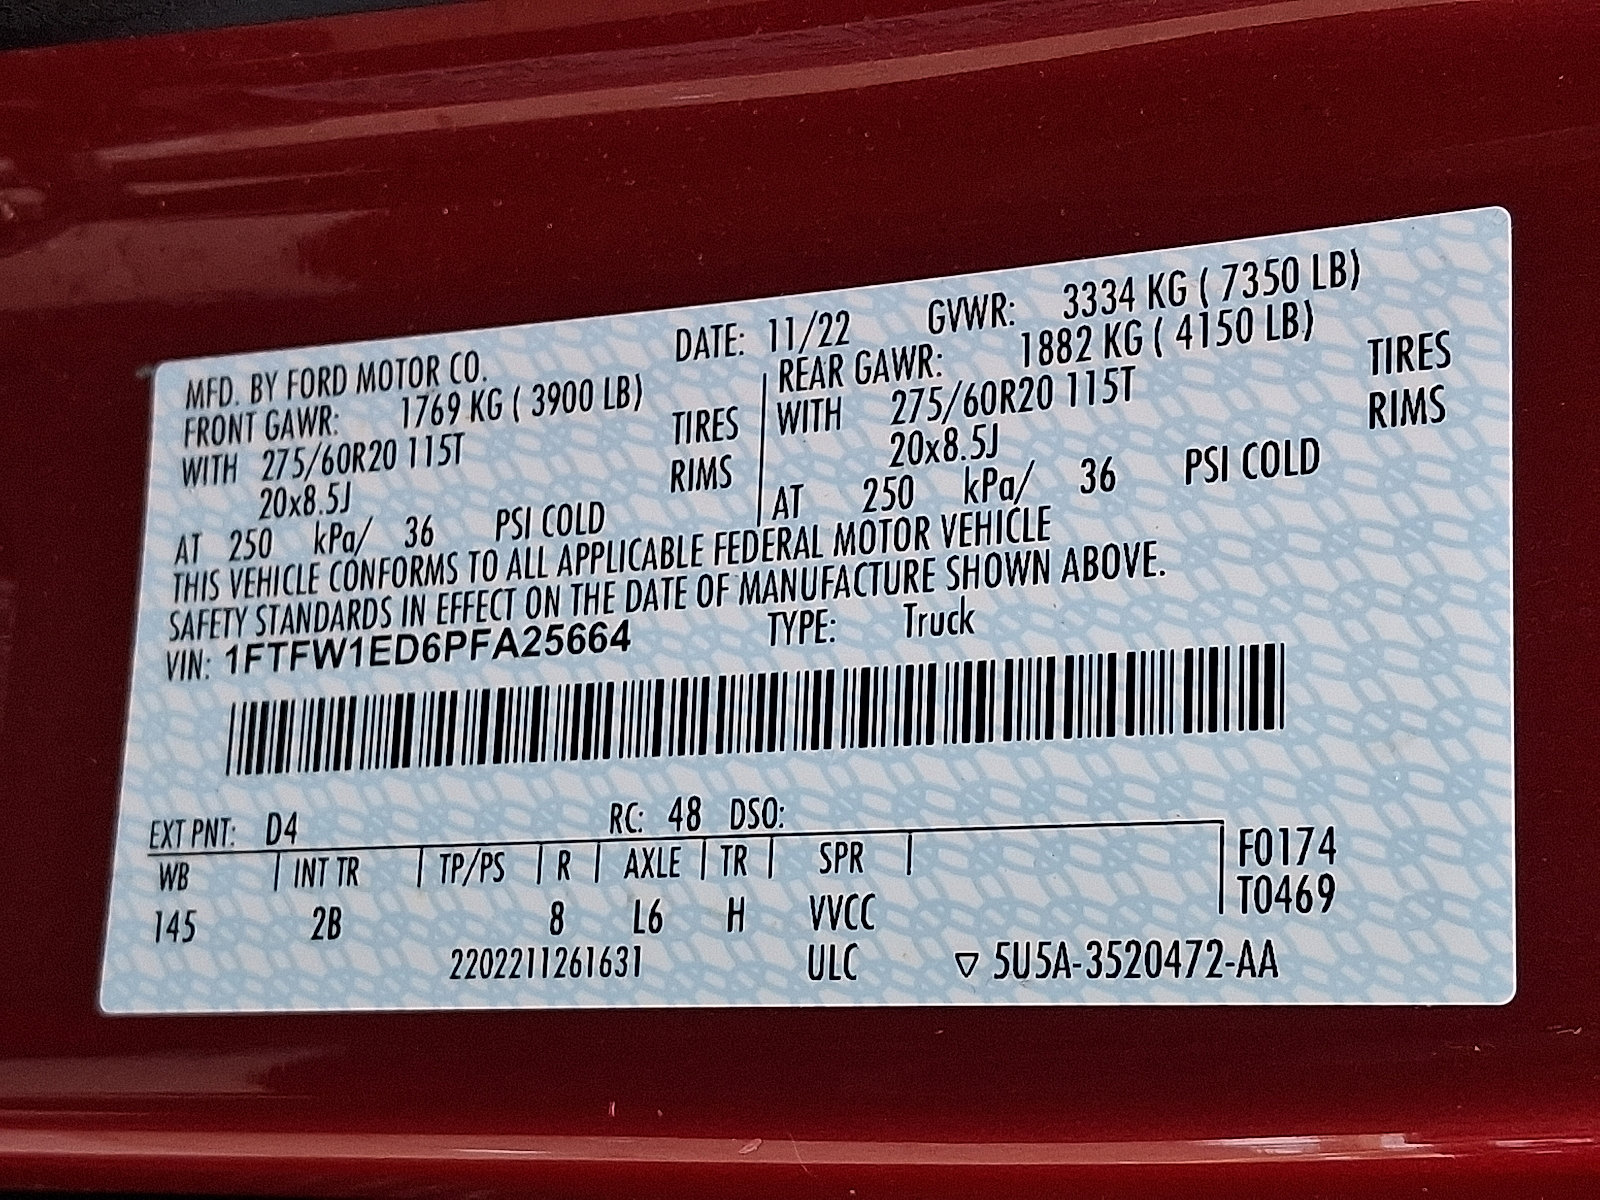 MFD. BY FORD MOTOR CO. DATE: 11/22 GVWR: 3334 KG ( 7350 LB)
FRONT GAWR: 1769 KG ( 3900 LB) REAR GAWR: 1882 KG ( 4150 LB)
WITH 275/60R20 115T TIRES WITH 275/60R20 115T TIRES
20x8.5J RIMS 20x8.5J RIMS
AT 250 kPa/ 36 PSI COLD AT 250 kPa/ 36 PSI COLD
THIS VEHICLE CONFORMS TO ALL APPLICABLE FEDERAL MOTOR VEHICLE
SAFETY STANDARDS IN EFFECT ON THE DATE OF MANUFACTURE SHOWN ABOVE.
VIN: 1FTFW1ED6PFA25664 TYPE: Truck
EXT PNT: D4 RC: 48 DSO:
WB INT TR TP/PS R AXLE TR SPR F0174
145 2B 8 L6 H VVCC T0469
2202211261631 ULC ▽ 5U5A-3520472-AA